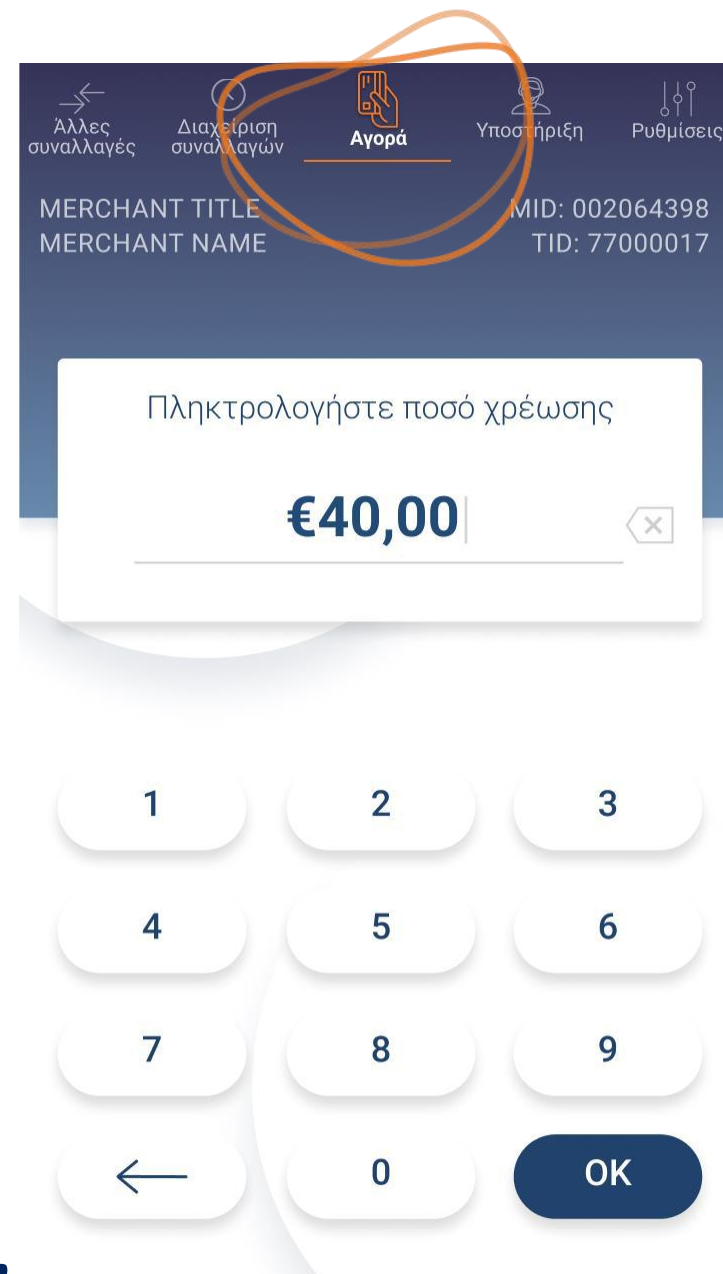 Άλλες συναλλαγές
Διαχείριση συναλλαγών
Αγορά
Υποστήριξη
Ρυθμίσεις
MERCHANT TITLE
MID: 002064398
MERCHANT NAME
TID: 77000017
Πληκτρολογήστε ποσό χρέωσης
€40,00
1 2 3
4 5 6
7 8 9
0 OK